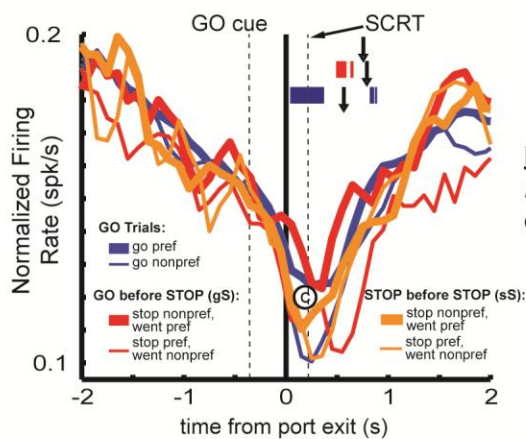 GO cue
SCRT
0.2
Normalized Firing
Rate (spk/s)
GO Trials:
go pref
go nonpref
GO before STOP (gS):
stop nonpref,
went pref
stop pref,
went nonpref
C
STOP before STOP (sS):
stop nonpref,
went pref
stop pref,
went nonpref
0.1
-2
-1
0
1
2
time from port exit (s)